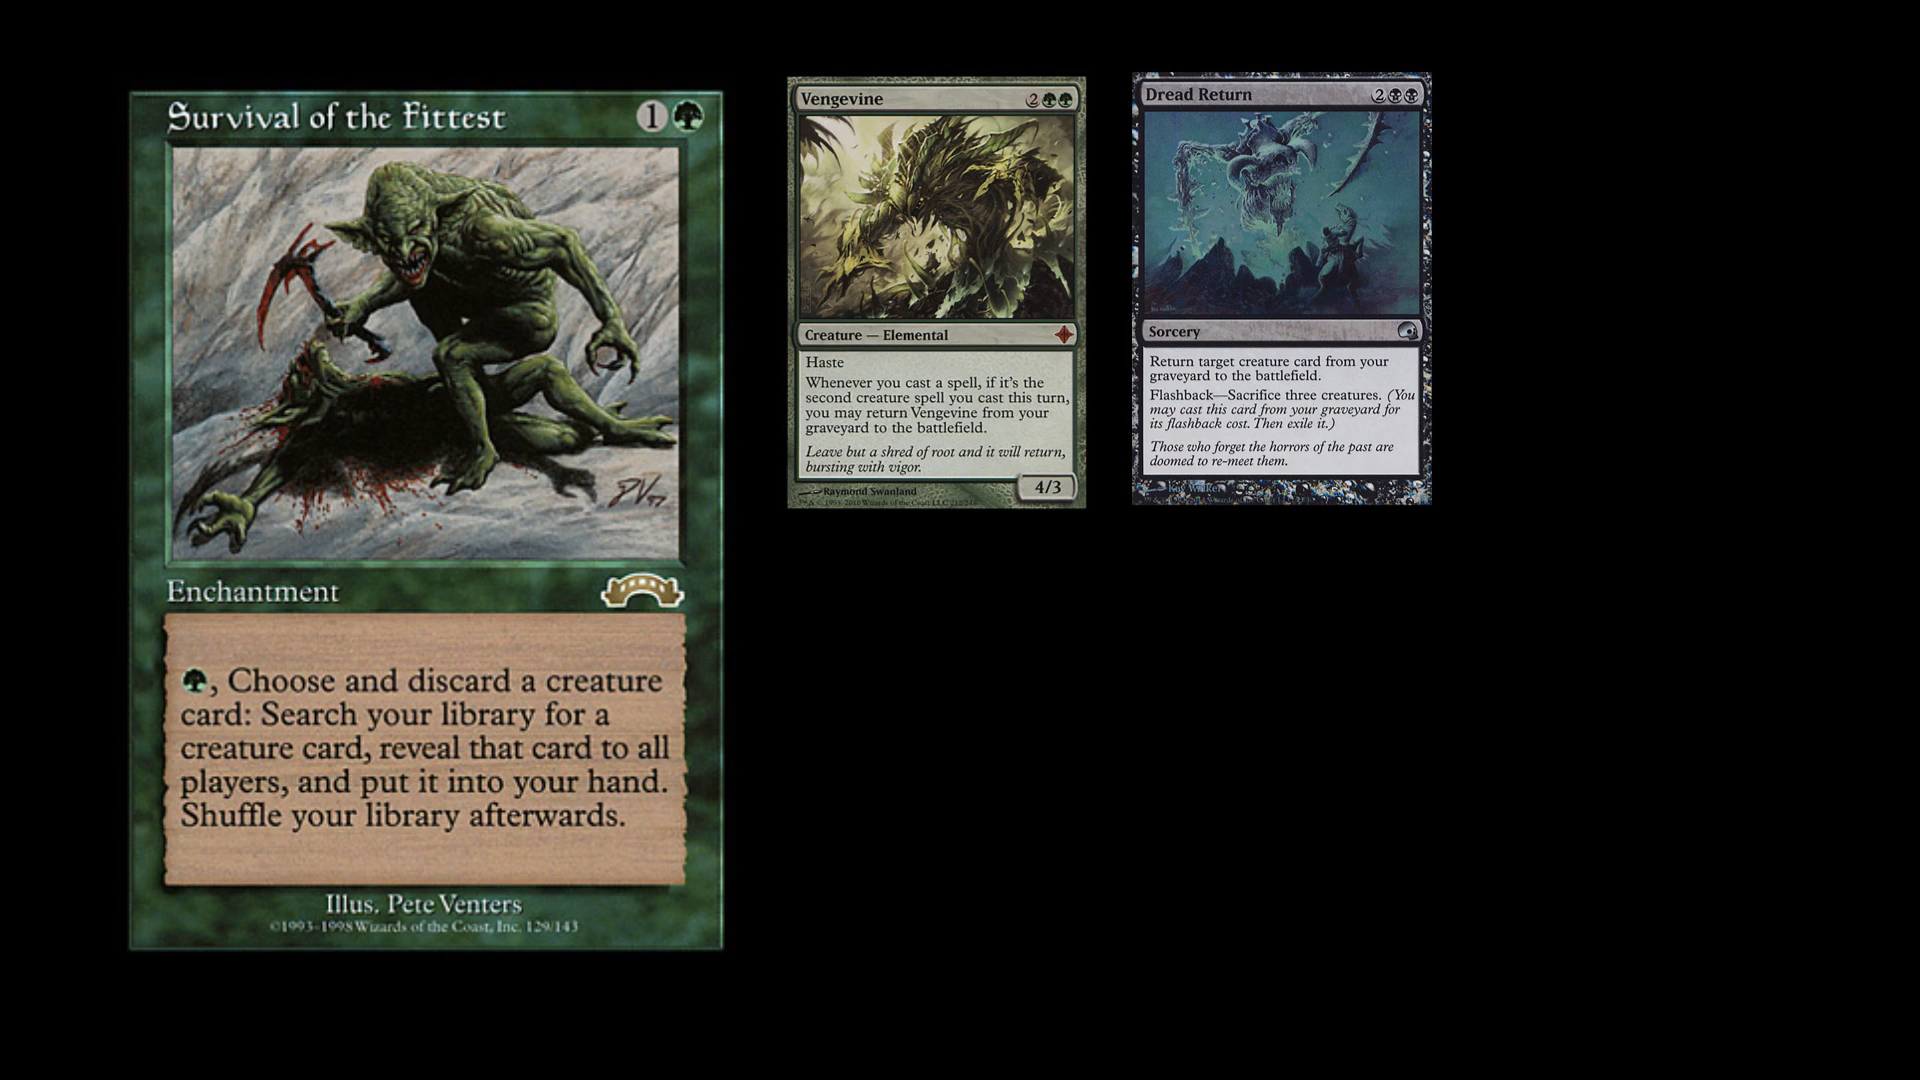 Survival of the Fittest 1
Enchantment
, Choose and discard a creature
card: Search your library for a
creature card, reveal that card to all
players, and put it into your hand.
Shuffle your library afterwards.
Illus. Pete Venters
©1993–1998 Wizards of the Coast, Inc. 129/143
Vengevine 2
Creature — Elemental
Haste
Whenever you cast a spell, if it's the
second creature spell you cast this turn,
you may return Vengevine from your
graveyard to the battlefield.
Leave but a shred of root and it will return,
bursting with vigor.
4/3
Raymond Swanland
Dread Return 2
Sorcery
Return target creature card from your
graveyard to the battlefield.
Flashback—Sacrifice three creatures. (You
may cast this card from your graveyard for
its flashback cost. Then exile it.)
Those who forget the horrors of the past are
doomed to re-meet them.